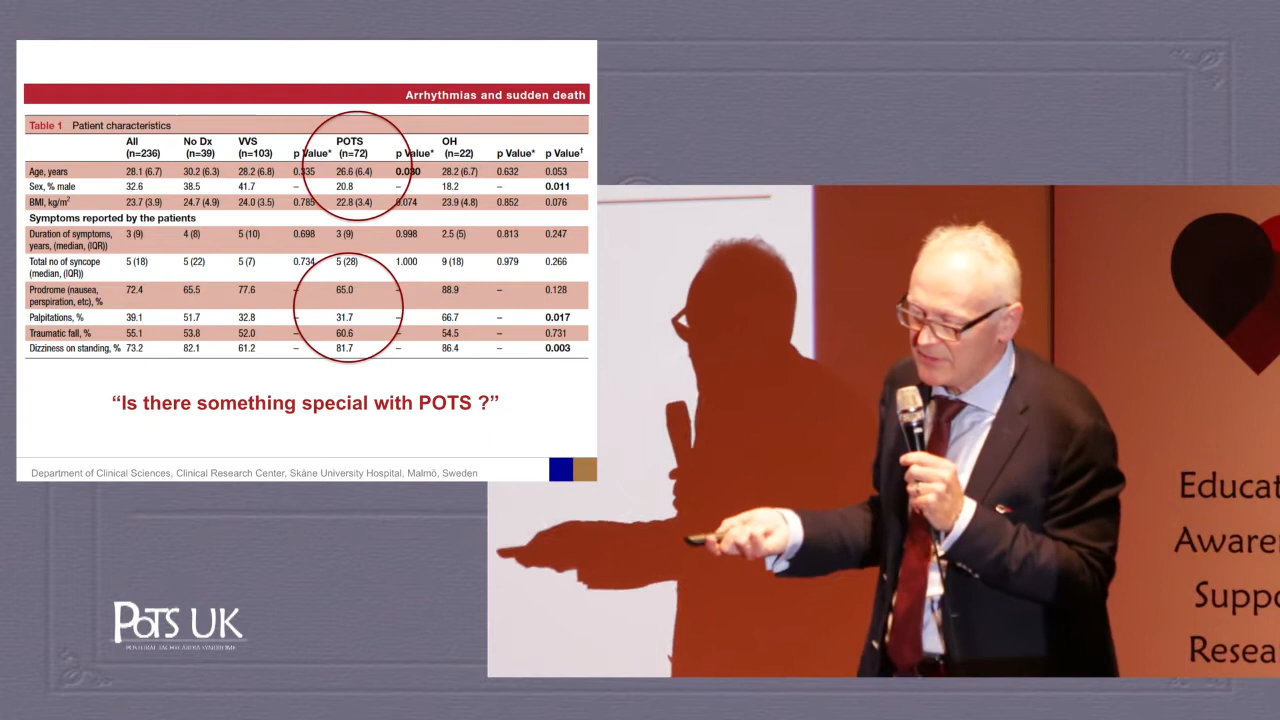 Arrhythmias and sudden death
Table 1 Patient characteristics
All (n=236) No Dx (n=39) VVS (n=103) p Value* POTS (n=72) p Value* OH (n=22) p Value* p Value†
Age, years 28.1 (6.7) 30.2 (6.3) 28.2 (6.8) 0.335 26.6 (6.4) 0.030 28.2 (6.7) 0.632 0.053
Sex, % male 32.6 38.5 41.7 – 20.8 – 18.2 – 0.011
BMI, kg/m2 23.7 (3.9) 24.7 (4.9) 24.0 (3.5) 0.785 22.8 (3.4) 0.074 23.9 (4.8) 0.852 0.076
Symptoms reported by the patients
Duration of symptoms, 3 (9) 4 (8) 5 (10) 0.698 3 (9) 0.998 2.5 (5) 0.813 0.247
years, (median, (IQR))
Total no of syncope 5 (18) 5 (22) 5 (7) 0.734 5 (28) 1.000 9 (18) 0.979 0.266
(median, (IQR))
Prodrome (nausea, 72.4 65.5 77.6 – 65.0 – 88.9 – 0.128
perspiration, etc), %
Palpitations, % 39.1 51.7 32.8 – 31.7 – 66.7 – 0.017
Traumatic fall, % 55.1 53.8 52.0 – 60.6 – 54.5 – 0.731
Dizziness on standing, % 73.2 82.1 61.2 – 81.7 – 86.4 – 0.003
“Is there something special with POTS ?”
Department of Clinical Sciences, Clinical Research Center, Skåne University Hospital, Malmö, Sweden
Educat
Aware
Suppo
Resea
PoTS UK